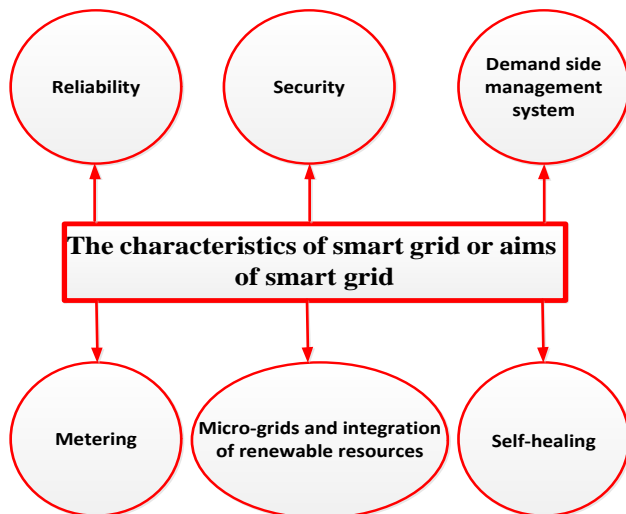 Reliability
Security
Demand side
management
system
The characteristics of smart grid or aims
of smart grid
Metering
Micro-grids and integration
of renewable resources
Self-healing